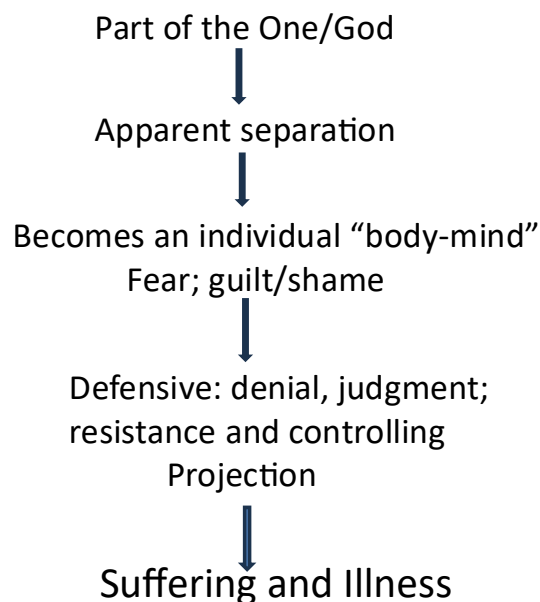 Part of the One/God
Apparent separation
Becomes an individual “body-mind”
Fear; guilt/shame
Defensive: denial, judgment;
resistance and controlling
Projection
Suffering and Illness